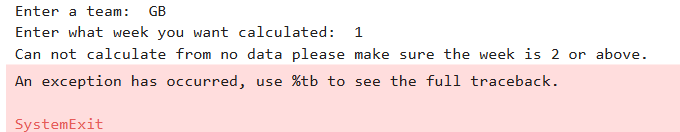 Enter a team:  GB
Enter what week you want calculated:  1
Can not calculate from no data please make sure the week is 2 or above.
An exception has occurred, use %tb to see the full traceback.
SystemExit